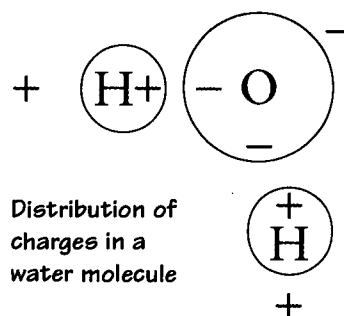 −
+ H+ − O
−
Distribution of
charges in a
water molecule
+
H
+